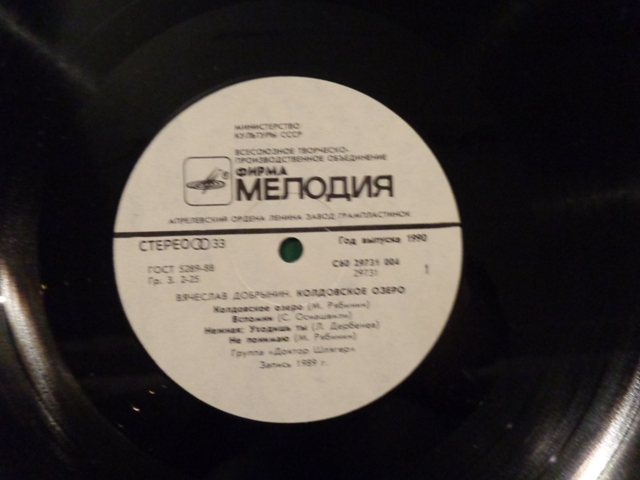 МИНИСТЕРСТВО
КУЛЬТУРЫ СССР
ВСЕСОЮЗНОЕ ТВОРЧЕСКО-
ПРОИЗВОДСТВЕННОЕ ОБЪЕДИНЕНИЕ
ФИРМА
МЕЛОДИЯ
АПРЕЛЕВСКИЙ ОРДЕНА ЛЕНИНА ЗАВОД ГРАМПЛАСТИНОК
СТЕРЕО 33
Год выпуска 1990
ГОСТ 5289-88
Гр. 3. 2-25
С60 29731 004
29731
1
ВЯЧЕСЛАВ ДОБРЫНИН. КОЛДОВСКОЕ ОЗЕРО
Колдовское озеро (М. Рябинин)
Вспомни (С. Осиашвили)
Нежная; Уходишь ты (Л. Дербенев)
Не понимаю (М. Рябинин)
Группа «Доктор Шлягер»
Запись 1989 г.